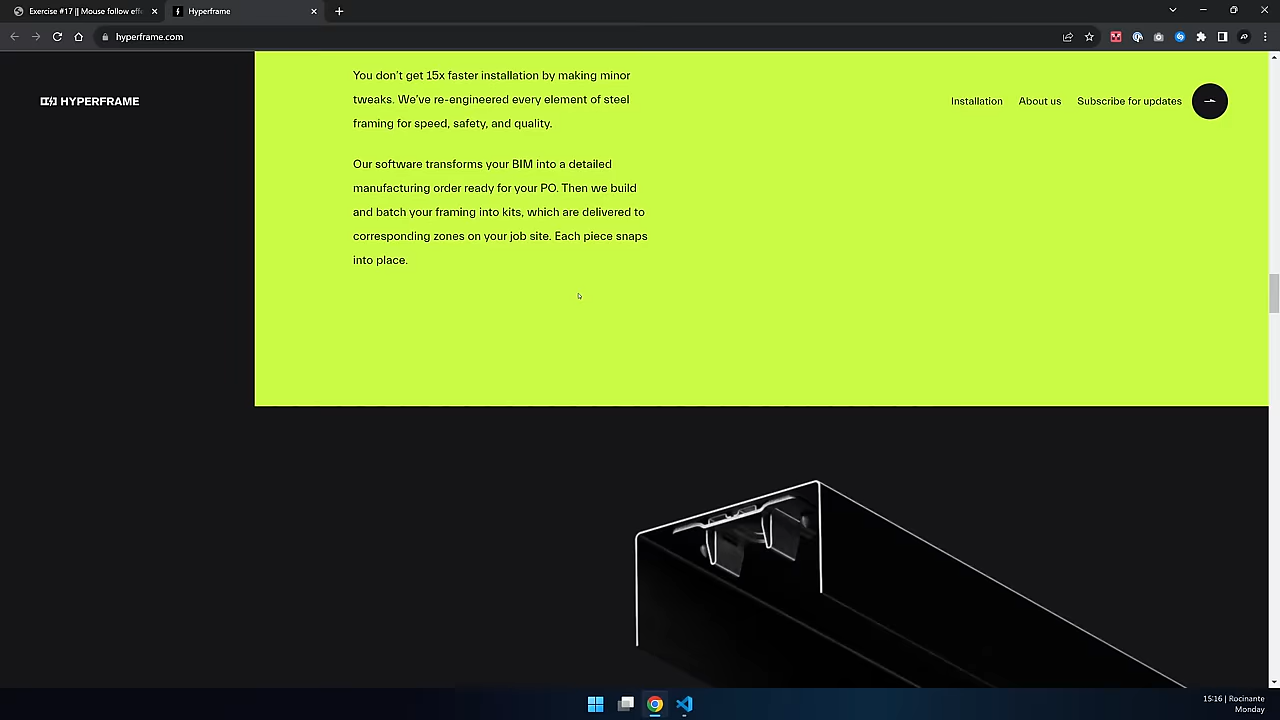 Exercise #17 || Mouse follow eff
Hyperframe
hyperframe.com
HYPERFRAME
Installation
About us
Subscribe for updates
You don't get 15x faster installation by making minor
tweaks. We've re-engineered every element of steel
framing for speed, safety, and quality.
Our software transforms your BIM into a detailed
manufacturing order ready for your PO. Then we build
and batch your framing into kits, which are delivered to
corresponding zones on your job site. Each piece snaps
into place.
15:16 | Rocinante
Monday